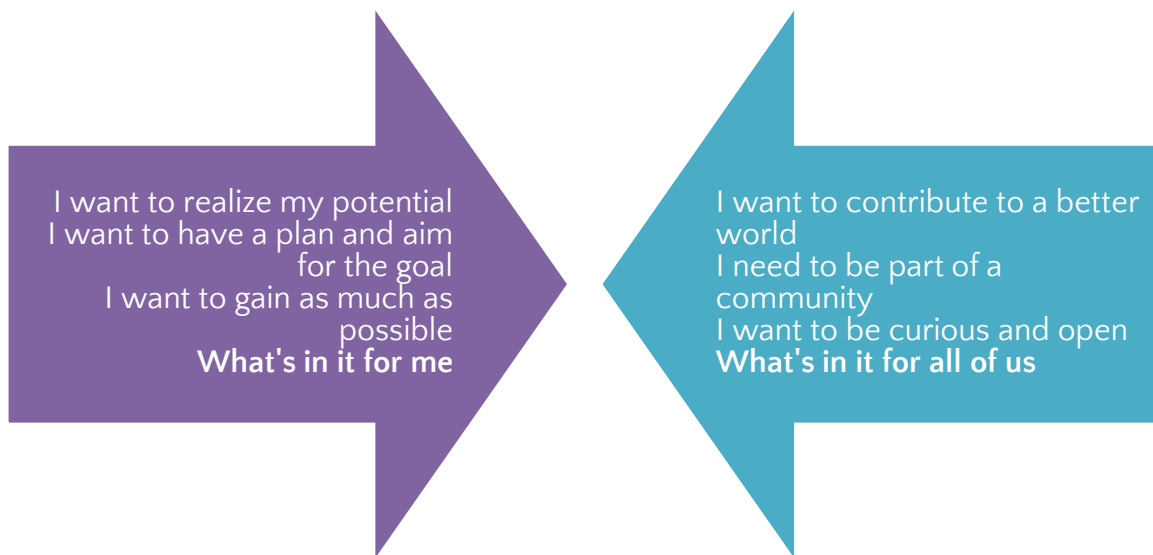 I want to realize my potential
I want to have a plan and aim
for the goal
I want to gain as much as
possible
What's in it for me
I want to contribute to a better
world
I need to be part of a
community
I want to be curious and open
What's in it for all of us